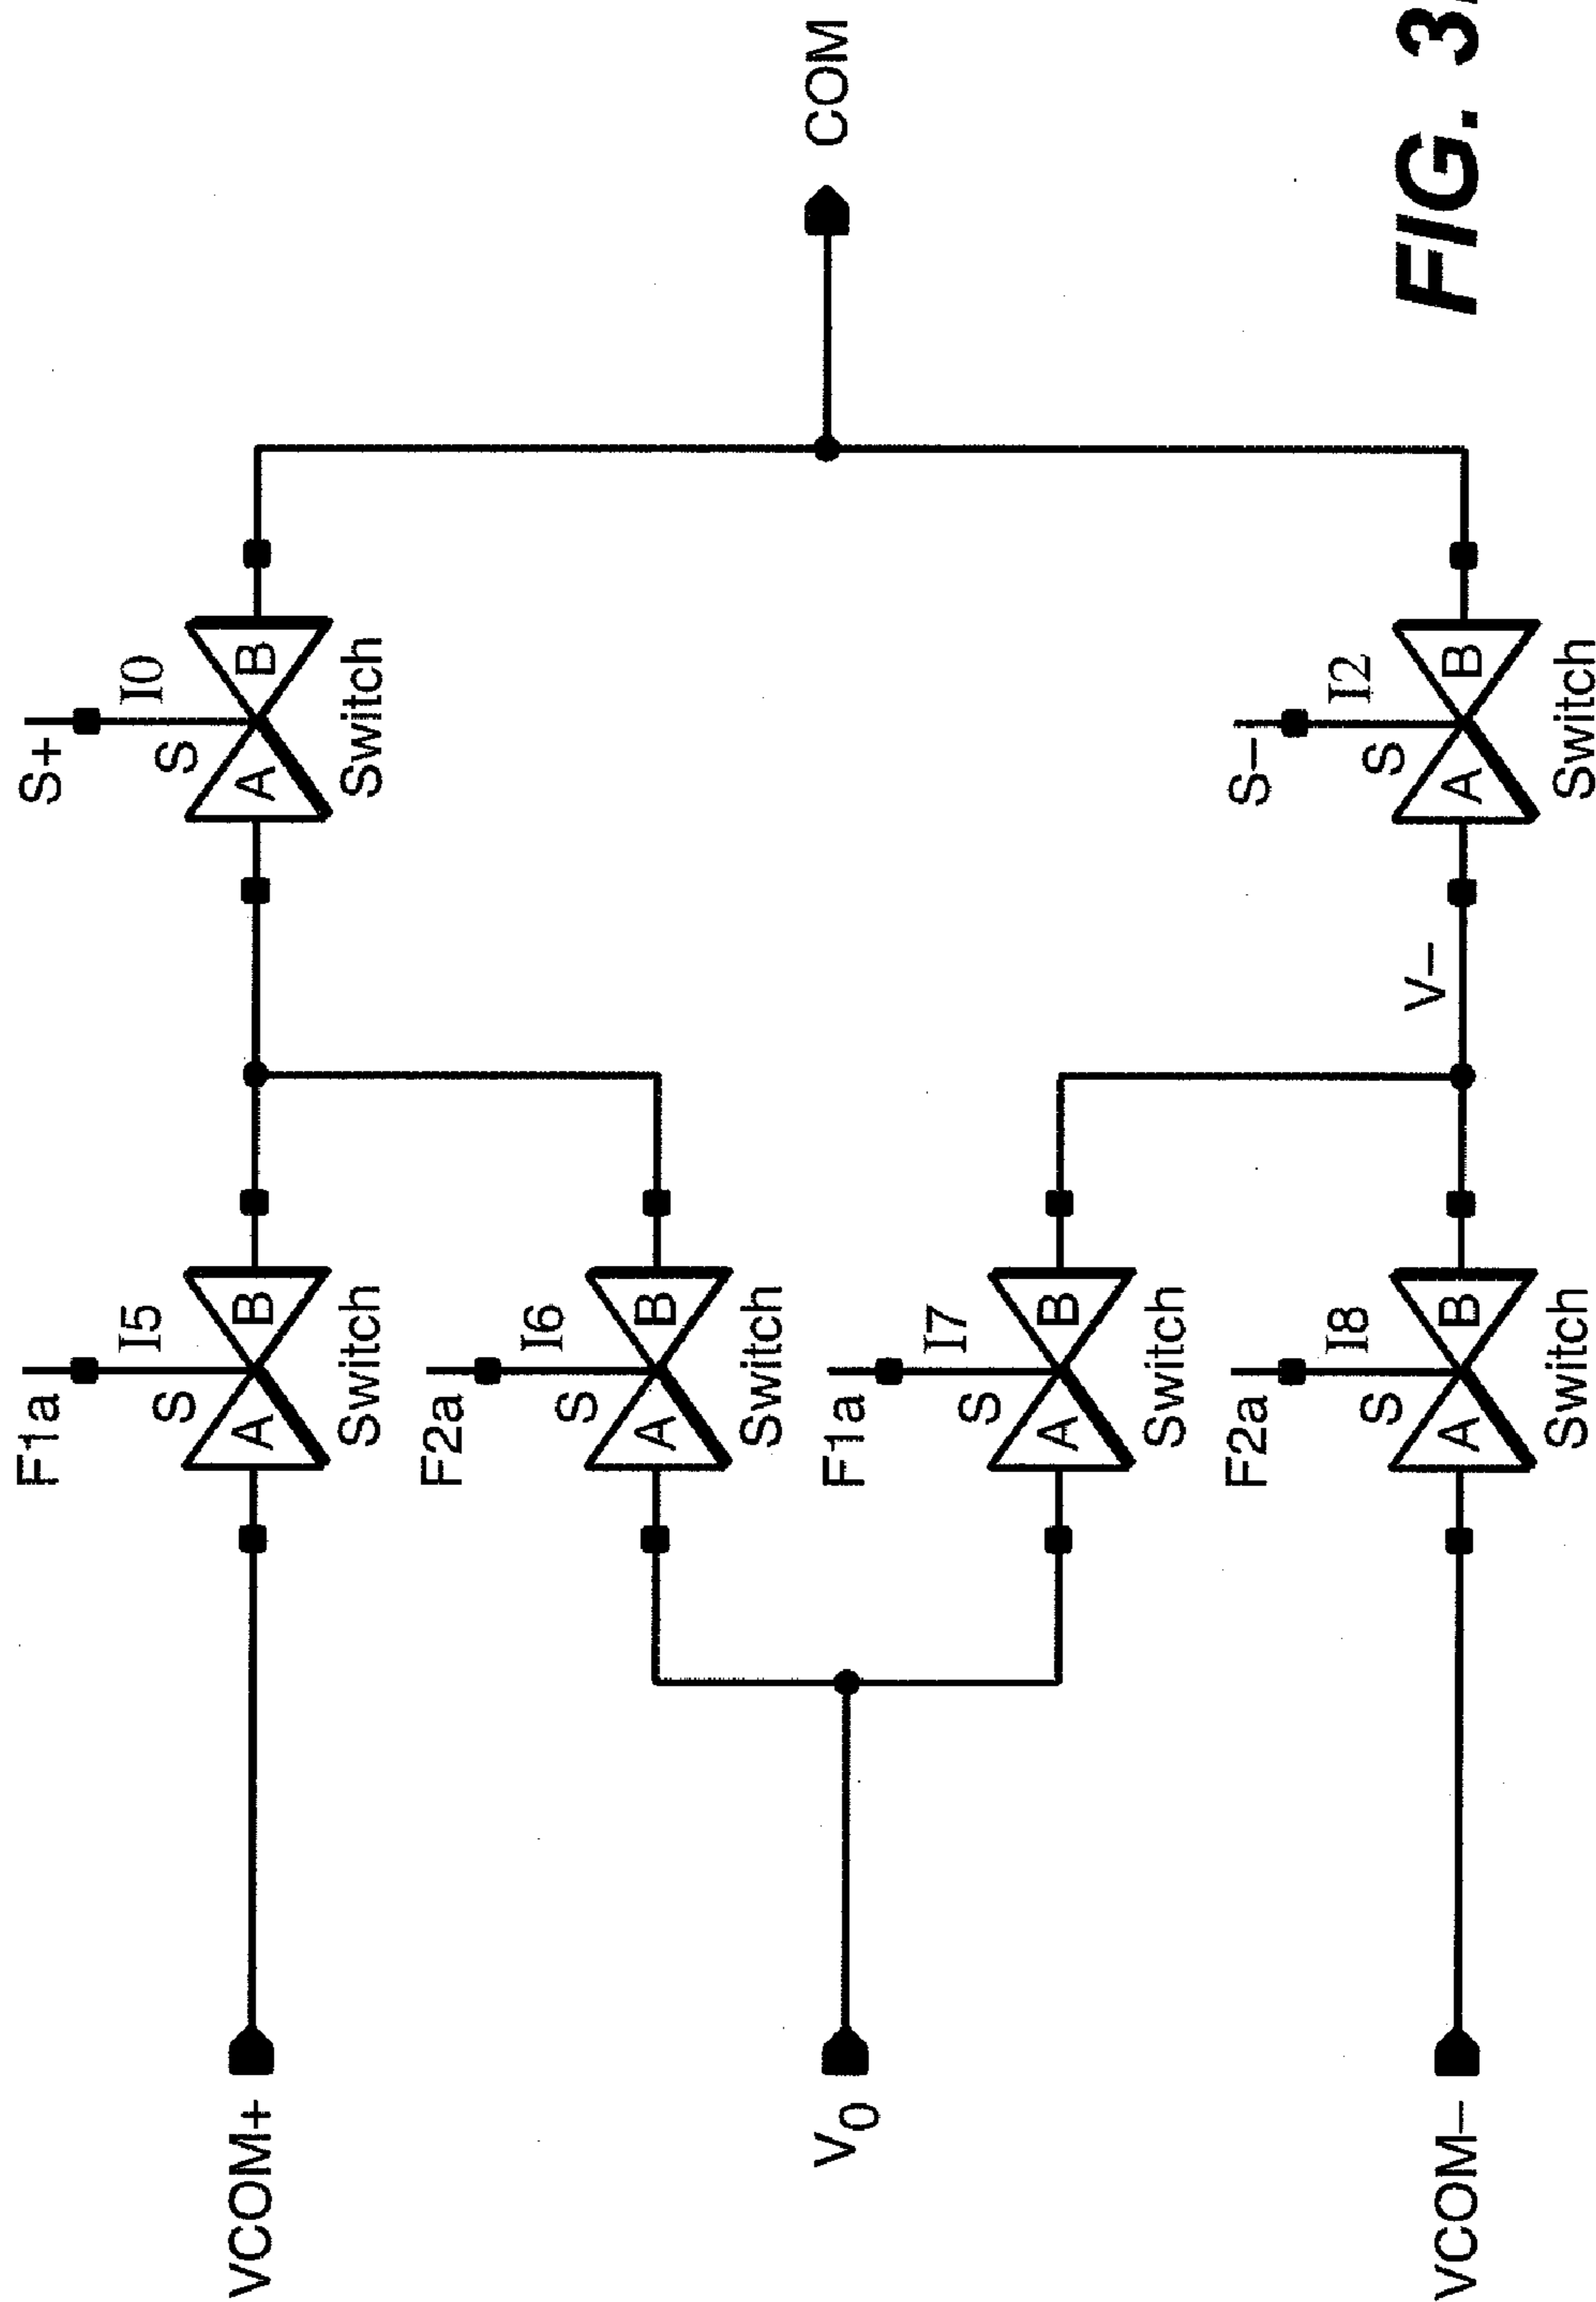 F1a
I5
S
A
B
Switch
S+
I0
S
A
B
Switch
VCOM+
F2a
I6
S
A
B
Switch
COM
V0
F1a
I7
S
A
B
Switch
S–
I2
S
A
B
Switch
V–
F2a
I8
S
A
B
Switch
VCOM–
FIG. 3